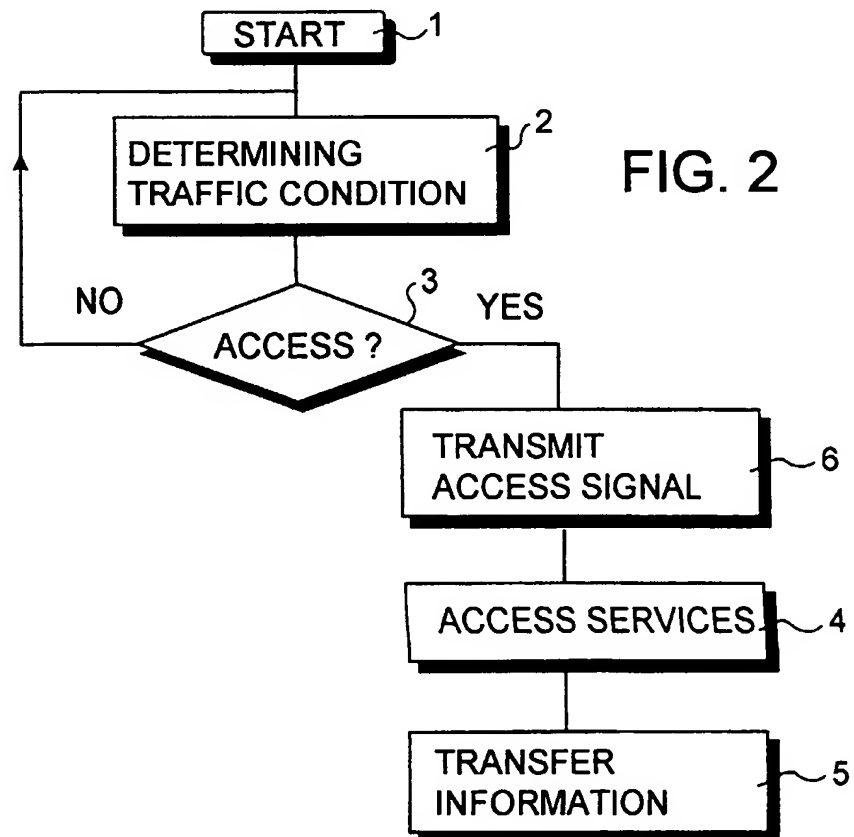 START
1
DETERMINING
TRAFFIC CONDITION
2
FIG. 2
NO
ACCESS ?
3
YES
TRANSMIT
ACCESS SIGNAL
6
ACCESS SERVICES
4
TRANSFER
INFORMATION
5